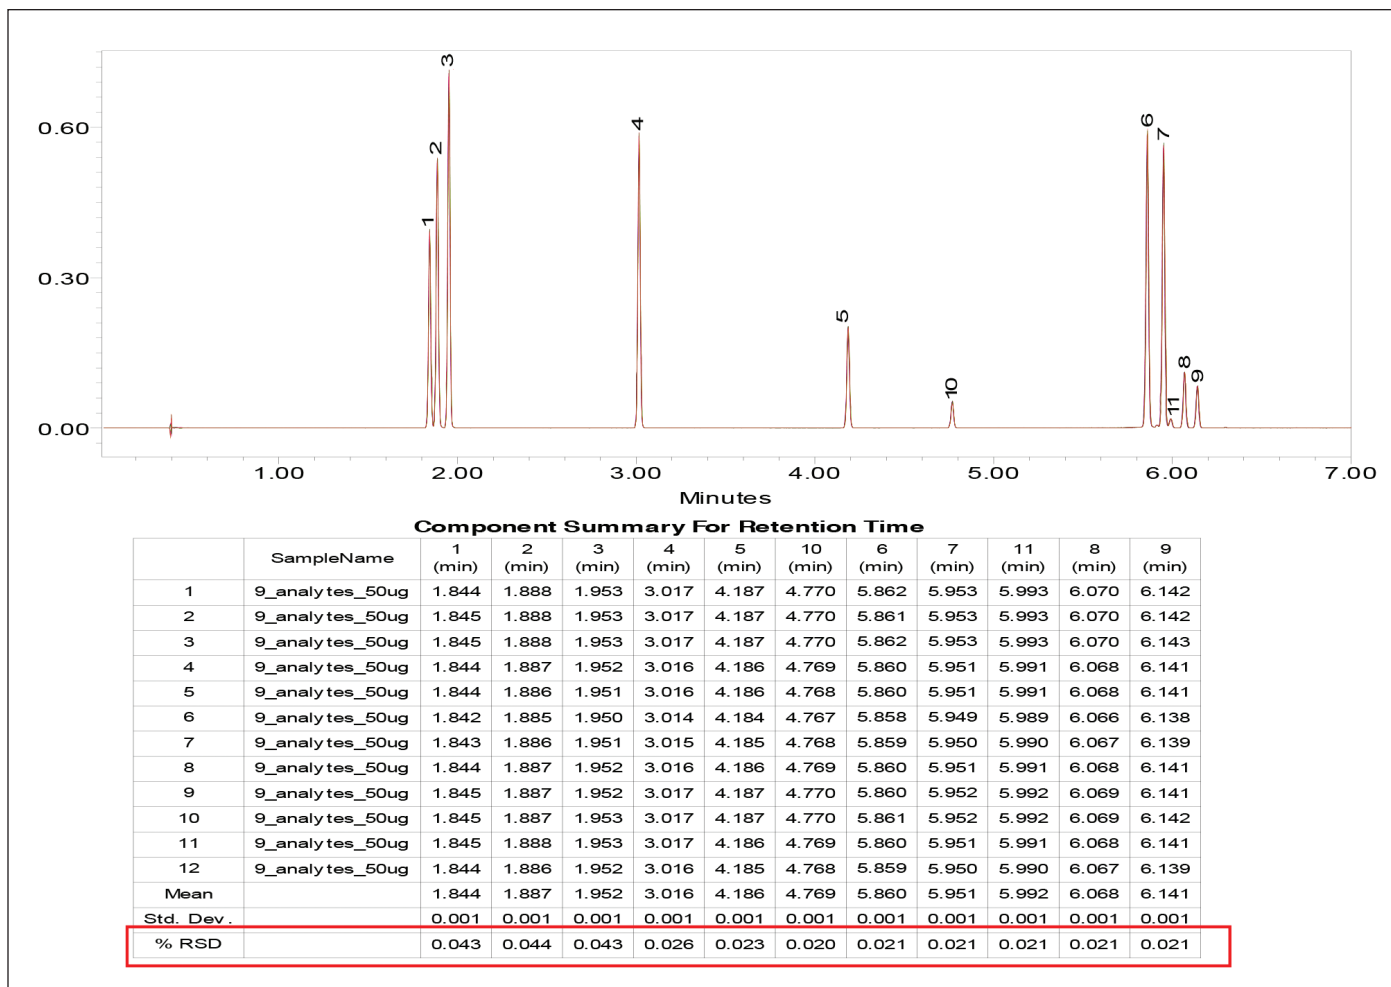 3
6
4
7
2
0.60
1
0.30
5
8
9
10
11
0.00
1.00 2.00 3.00 4.00 5.00 6.00 7.00
Minutes
Component Summary For Retention Time
SampleName 1 (min) 2 (min) 3 (min) 4 (min) 5 (min) 10 (min) 6 (min) 7 (min) 11 (min) 8 (min) 9 (min)
1 9_analytes_50ug 1.844 1.888 1.953 3.017 4.187 4.770 5.862 5.953 5.993 6.070 6.142
2 9_analytes_50ug 1.845 1.888 1.953 3.017 4.187 4.770 5.861 5.953 5.993 6.070 6.142
3 9_analytes_50ug 1.845 1.888 1.953 3.017 4.187 4.770 5.862 5.953 5.993 6.070 6.143
4 9_analytes_50ug 1.844 1.887 1.952 3.016 4.186 4.769 5.860 5.951 5.991 6.068 6.141
5 9_analytes_50ug 1.844 1.886 1.951 3.016 4.186 4.768 5.860 5.951 5.991 6.068 6.141
6 9_analytes_50ug 1.842 1.885 1.950 3.014 4.184 4.767 5.858 5.949 5.989 6.066 6.138
7 9_analytes_50ug 1.843 1.886 1.951 3.015 4.185 4.768 5.859 5.950 5.990 6.067 6.139
8 9_analytes_50ug 1.844 1.887 1.952 3.016 4.186 4.769 5.860 5.951 5.991 6.068 6.141
9 9_analytes_50ug 1.845 1.887 1.952 3.017 4.187 4.770 5.860 5.952 5.992 6.069 6.141
10 9_analytes_50ug 1.845 1.887 1.953 3.017 4.187 4.770 5.861 5.952 5.992 6.069 6.142
11 9_analytes_50ug 1.845 1.888 1.953 3.017 4.186 4.769 5.860 5.951 5.991 6.068 6.141
12 9_analytes_50ug 1.844 1.886 1.952 3.016 4.185 4.768 5.859 5.950 5.990 6.067 6.139
Mean 1.844 1.887 1.952 3.016 4.186 4.769 5.860 5.951 5.992 6.068 6.141
Std. Dev. 0.001 0.001 0.001 0.001 0.001 0.001 0.001 0.001 0.001 0.001 0.001
% RSD 0.043 0.044 0.043 0.026 0.023 0.020 0.021 0.021 0.021 0.021 0.021